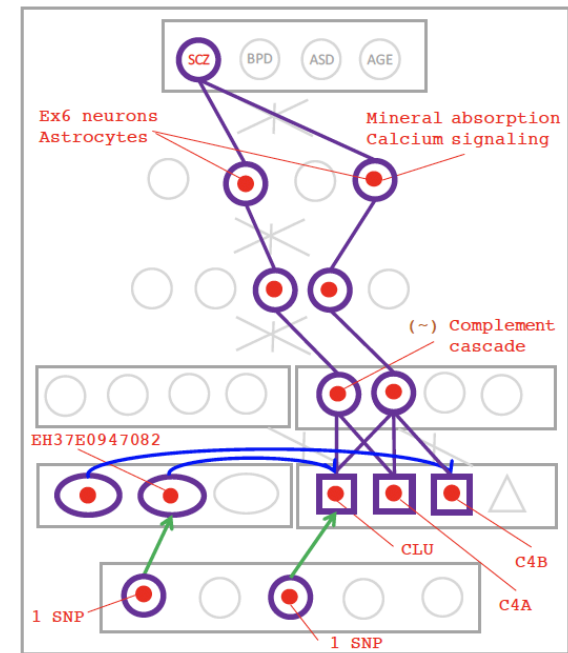 SCZ BPD ASD AGE
Ex6 neurons
Astrocytes
Mineral absorption
Calcium signaling
(~) Complement
cascade
EH37E0947082
CLU
C4B
C4A
1 SNP
1 SNP